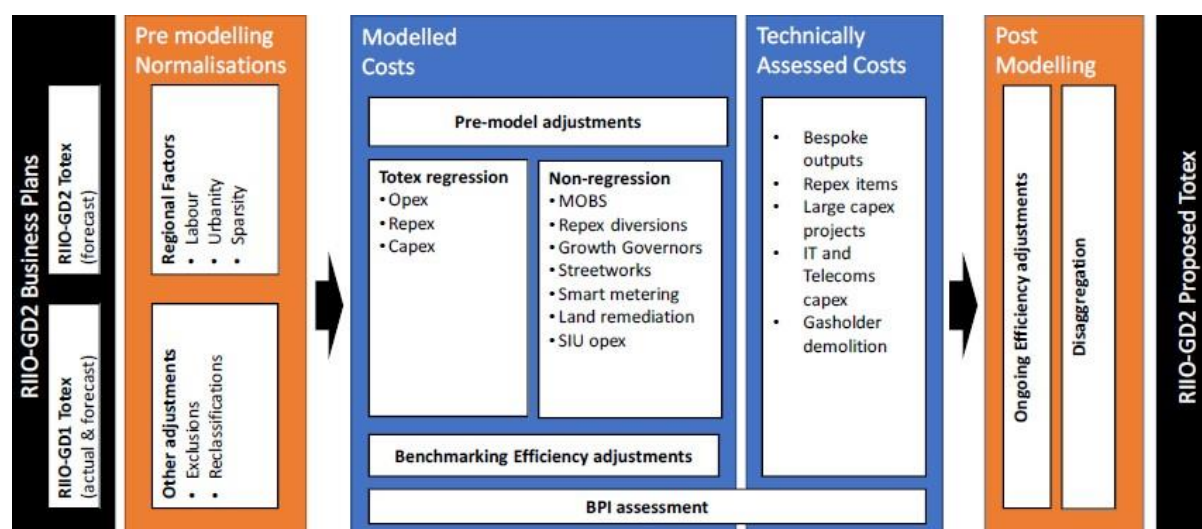 RIIO-GD2 Business Plans
RIIO-GD2 Totex
(forecast)
RIIO-GD1 Totex
(actual & forecast)
Pre modelling
Normalisations
Regional Factors
• Labour
• Urbanity
• Sparsity
Other adjustments
• Exclusions
• Reclassifications
Modelled
Costs
Pre-model adjustments
Totex regression
• Opex
• Repex
• Capex
Non-regression
• MOBS
• Repex diversions
• Growth Governors
• Streetworks
• Smart metering
• Land remediation
• SIU opex
Benchmarking Efficiency adjustments
BPI assessment
Technically
Assessed Costs
• Bespoke
outputs
• Repex items
• Large capex
projects
• IT and
Telecoms
capex
• Gasholder
demolition
Post
Modelling
Ongoing Efficiency adjustments
Disaggregation
RIIO-GD2 Proposed Totex